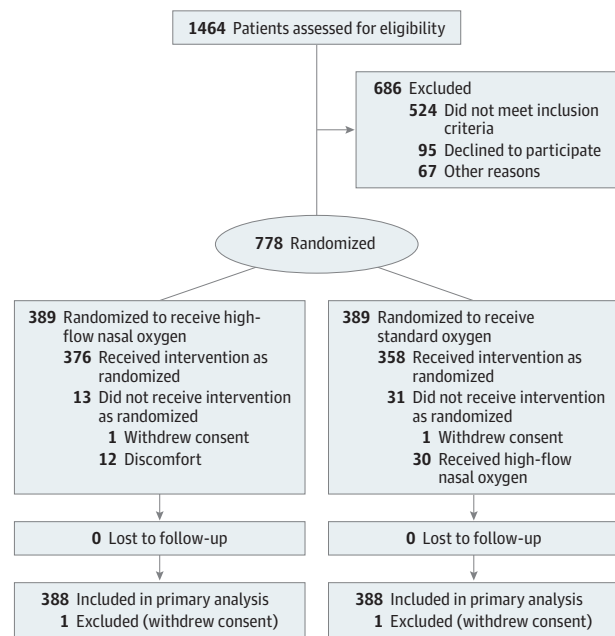 1464 Patients assessed for eligibility
686 Excluded
524 Did not meet inclusion
criteria
95 Declined to participate
67 Other reasons
778 Randomized
389 Randomized to receive high-
flow nasal oxygen
376 Received intervention as
randomized
13 Did not receive intervention
as randomized
1 Withdrew consent
12 Discomfort
389 Randomized to receive
standard oxygen
358 Received intervention as
randomized
31 Did not receive intervention
as randomized
1 Withdrew consent
30 Received high-flow
nasal oxygen
0 Lost to follow-up
0 Lost to follow-up
388 Included in primary analysis
1 Excluded (withdrew consent)
388 Included in primary analysis
1 Excluded (withdrew consent)